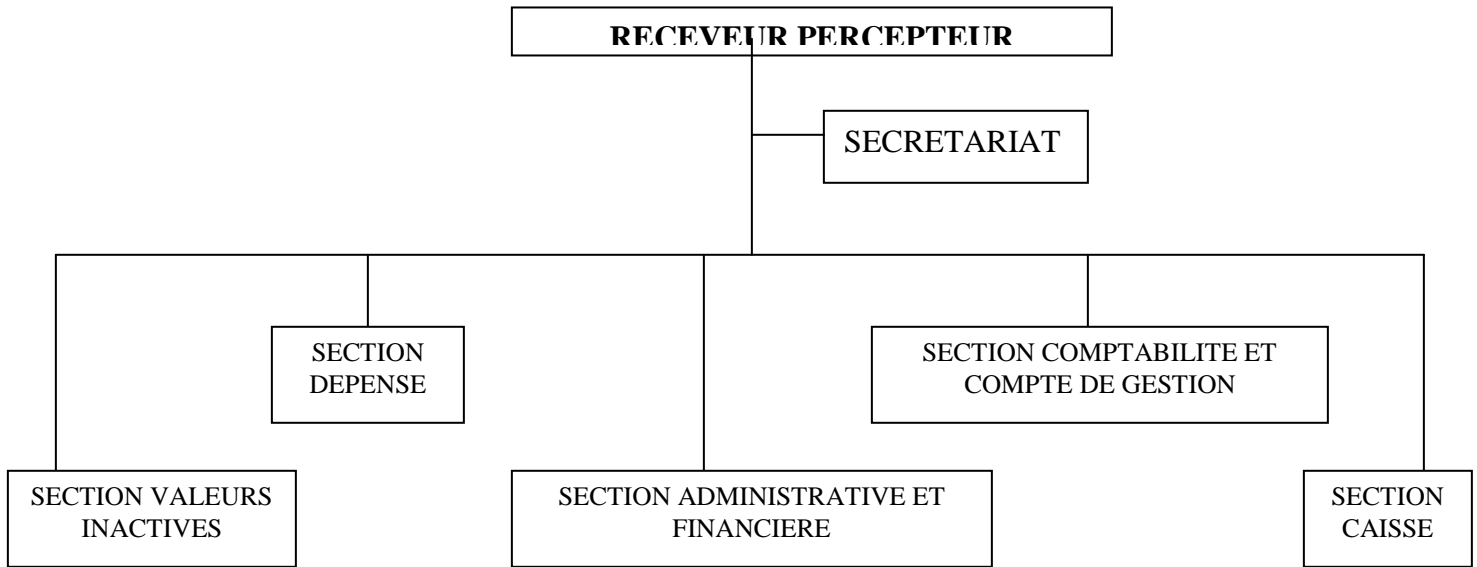 RECEVEUR PERCEPTEUR
SECRETARIAT
SECTION
DEPENSE
SECTION COMPTABILITE ET
COMPTE DE GESTION
SECTION VALEURS
INACTIVES
SECTION ADMINISTRATIVE ET
FINANCIERE
SECTION
CAISSE